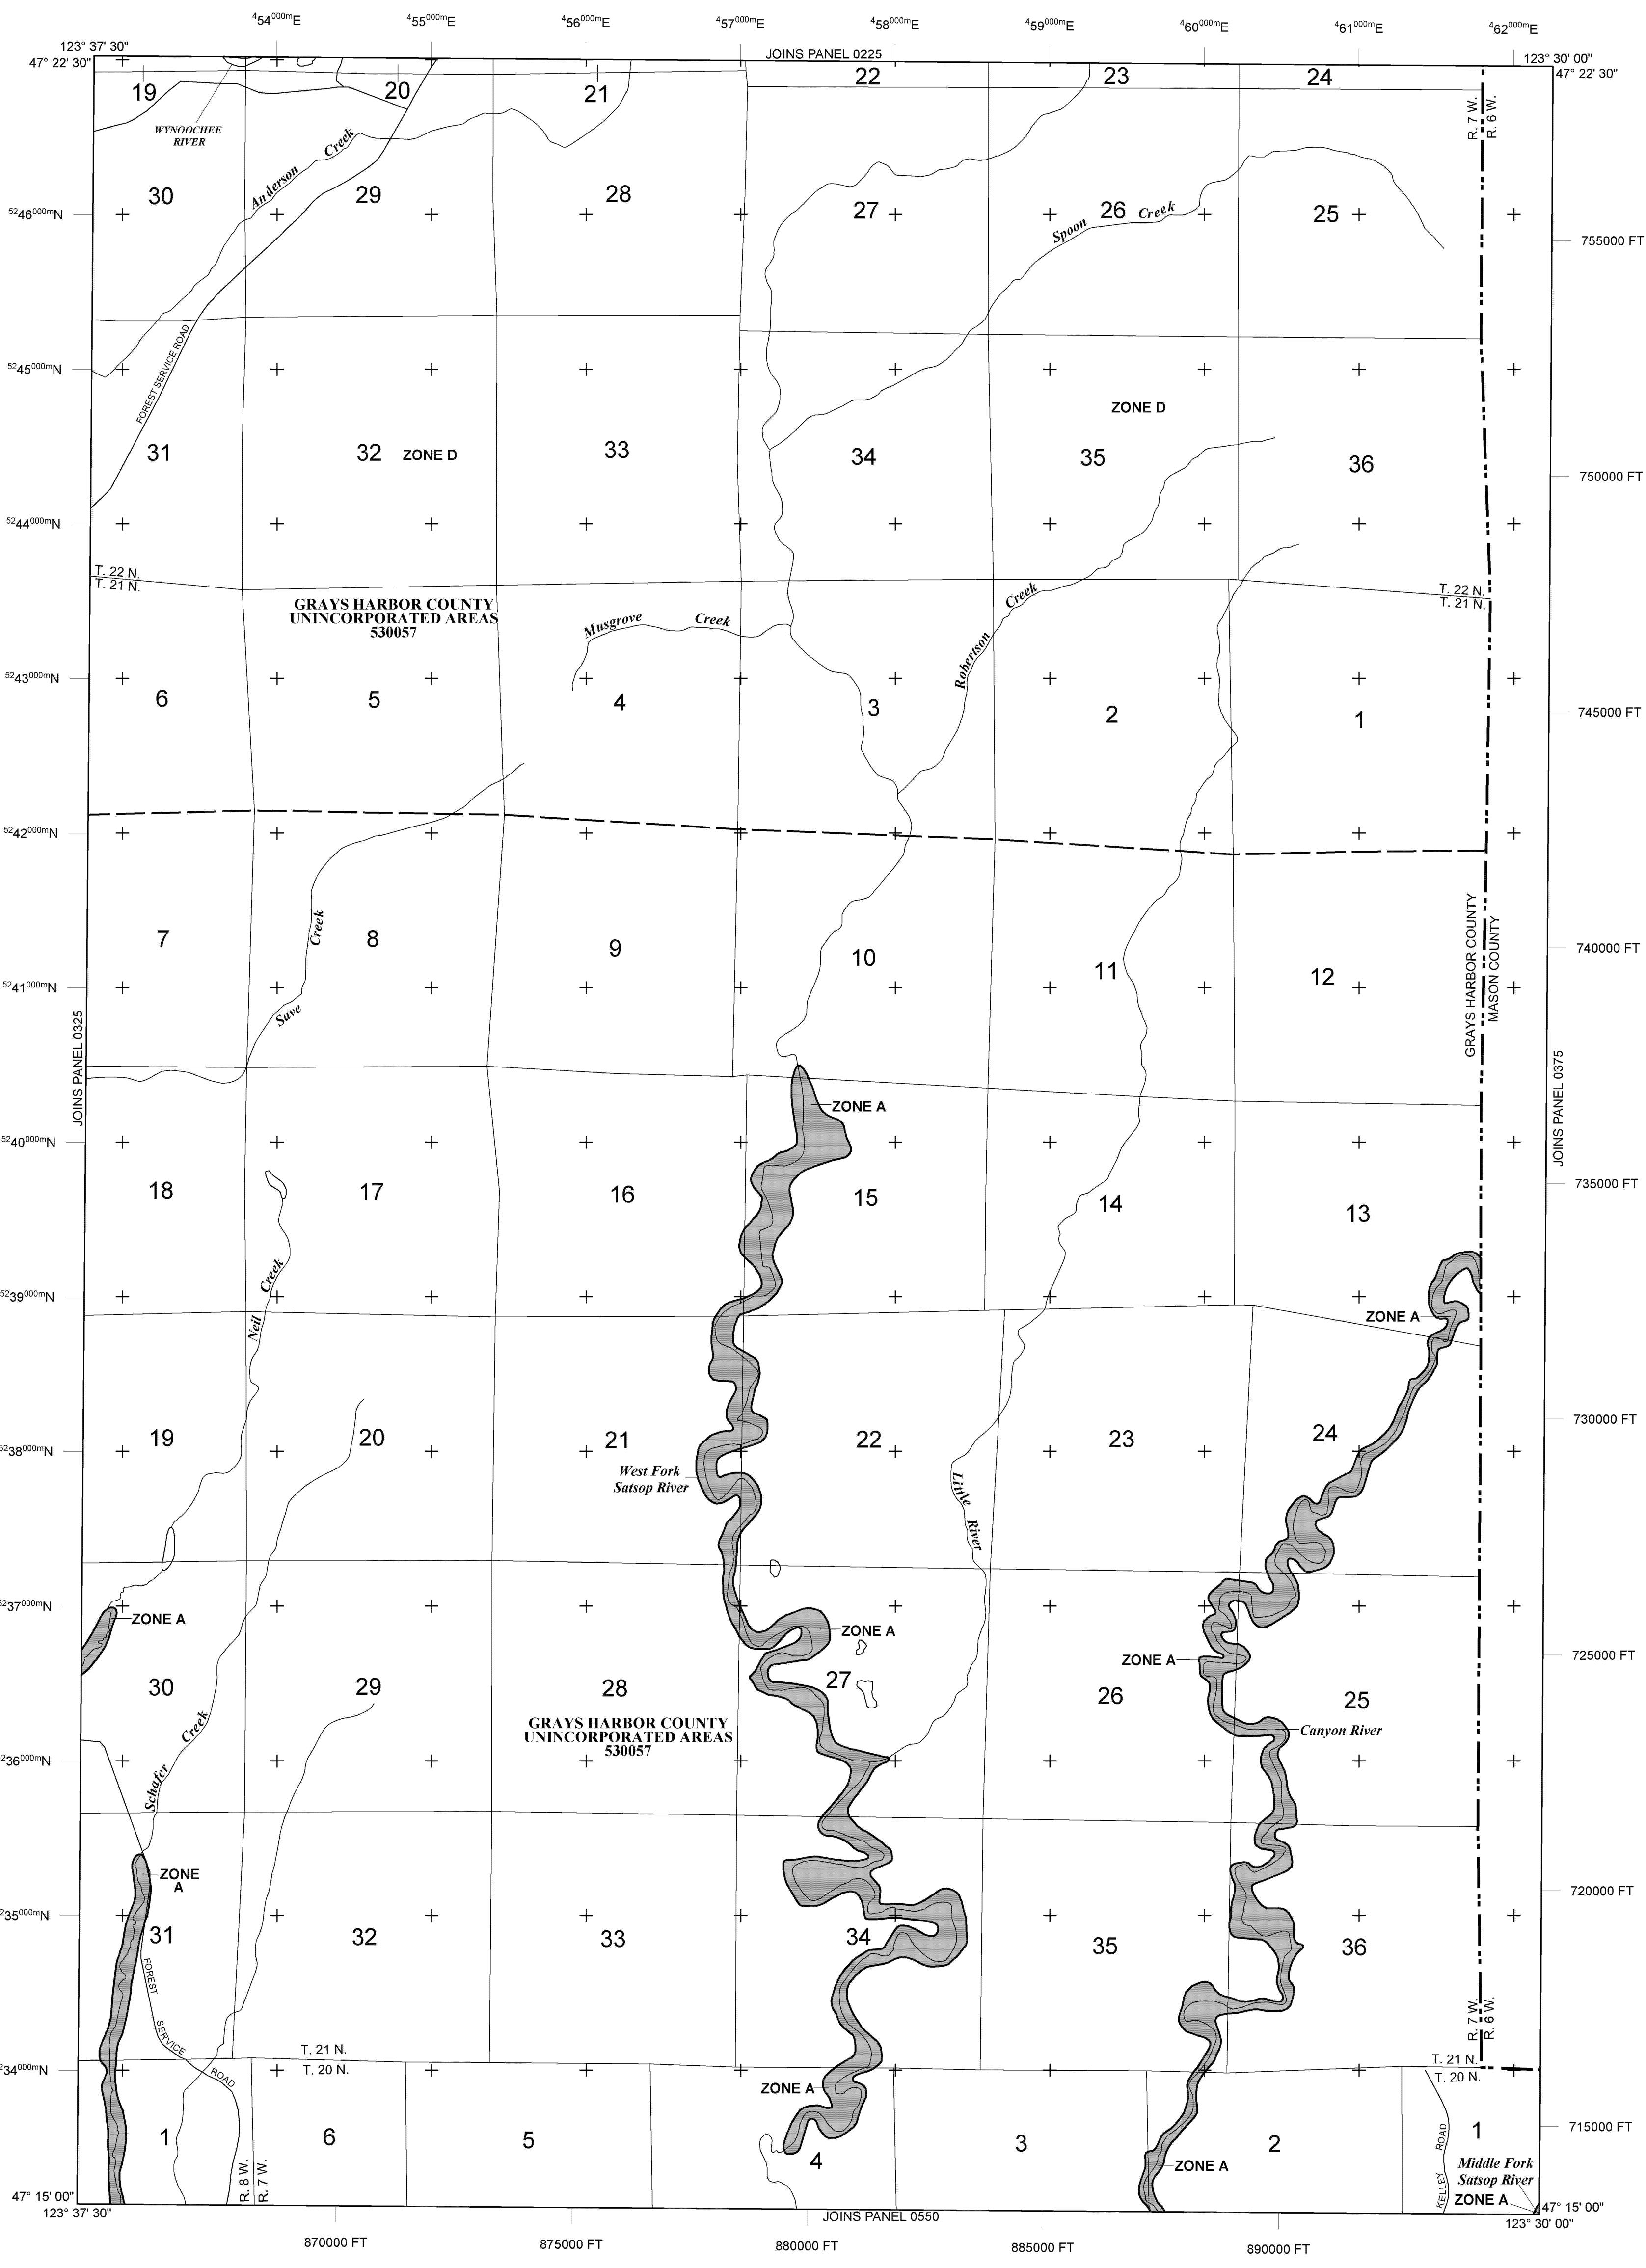 454000mE 455000mE 456000mE 457000mE 458000mE 459000mE 460000mE 461000mE 462000mE
123° 37' 30"
47° 22' 30"
JOINS PANEL 0225
123° 30' 00"
47° 22' 30"
19 20 21 22 23 24
WYNOOCHEE
RIVER
R. 7 W.
R. 6 W.
Anderson Creek
30 29 28 27 26 25
Spoon Creek
5246000mN
755000 FT
FOREST SERVICE ROAD
5245000mN
ZONE D
31 32 ZONE D 33 34 35 36
750000 FT
5244000mN
T. 22 N.
T. 21 N.
T. 22 N.
T. 21 N.
GRAYS HARBOR COUNTY
UNINCORPORATED AREAS
530057
Musgrove Creek
Robertson Creek
5243000mN
6 5 4 3 2 1
745000 FT
5242000mN
7 8 9 10 11 12
Save Creek
740000 FT
GRAYS HARBOR COUNTY
MASON COUNTY
5241000mN
JOINS PANEL 0325
JOINS PANEL 0375
ZONE A
5240000mN
18 17 16 15 14 13
735000 FT
Neil Creek
5239000mN
ZONE A
19 20 21 22 23 24
730000 FT
5238000mN
West Fork
Satsop River
Little River
5237000mN
ZONE A
ZONE A
ZONE A
725000 FT
30 29 28 27 26 25
GRAYS HARBOR COUNTY
UNINCORPORATED AREAS
530057
Canyon River
Schafer Creek
5236000mN
ZONE
A
720000 FT
5235000mN
31 32 33 34 35 36
FOREST SERVICE ROAD
R. 7 W.
R. 6 W.
T. 21 N.
T. 20 N.
T. 21 N.
T. 20 N.
5234000mN
ZONE A
1 6 5 4 3 2 1
715000 FT
R. 8 W.
R. 7 W.
ZONE A
KELLEY ROAD
Middle Fork
Satsop River
ZONE A
47° 15' 00"
123° 37' 30"
JOINS PANEL 0550
47° 15' 00"
123° 30' 00"
870000 FT 875000 FT 880000 FT 885000 FT 890000 FT